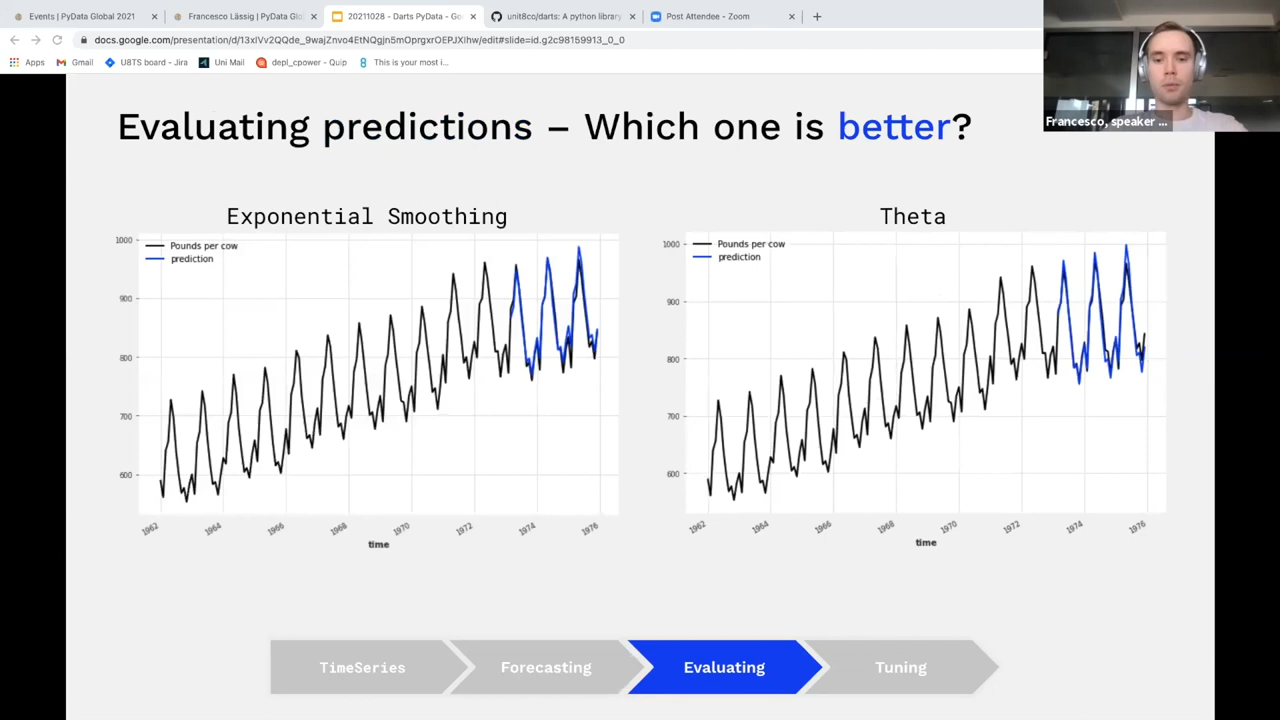 Events | PyData Global 2021
Francesco Lässig | PyData Glo
20211028 - Darts PyData - Go
unit8co/darts: A python library
Post Attendee - Zoom
docs.google.com/presentation/d/13xIVv2QQde_9wajZnvo4EtNQgjn5mOprgxrOEPJXlhw/edit#slide=id.g2c98159913_0_0
Apps
Gmail
U8TS board - Jira
Uni Mail
depl_cpower - Quip
This is your most i...
Francesco, speaker ...
Evaluating predictions – Which one is better?
Exponential Smoothing
Pounds per cow
prediction
1000
900
800
700
600
1962
1964
1966
1968
1970
1972
1974
1976
time
Theta
Pounds per cow
prediction
1000
900
800
700
600
1962
1964
1966
1968
1970
1972
1974
1976
time
TimeSeries
Forecasting
Evaluating
Tuning